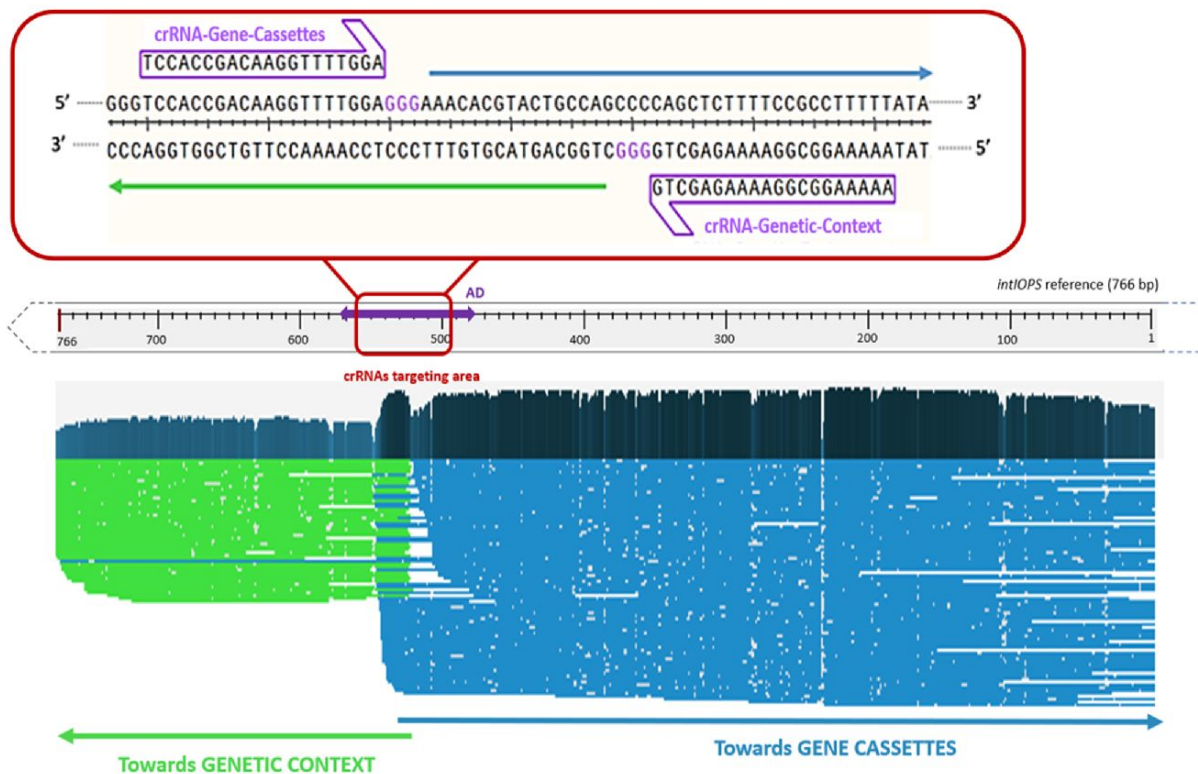 crRNA-Gene-Cassettes
TCCACCGACAAGGTTTTGGA
5’ GGGTCCACCGACAAGGTTTTGGAGGGAAACACGTACTGCCAGCCCCAGCTCTTTTCCGCCTTTTTATA 3’
3’ CCCAGGTGGCTGTTCCAAAACCTCCCTTTGTGCATGACGGTCGGGGTCGAGAAAAGGCGGAAAAATAT 5’
GTCGAGAAAAGGCGGAAAAA
crRNA-Genetic-Context
AD
intIOPS reference (766 bp)
766 700 600 500 400 300 200 100 1
crRNAs targeting area
Towards GENETIC CONTEXT
Towards GENE CASSETTES